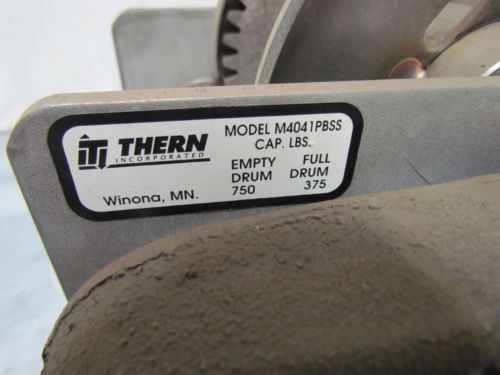 THERN
INCORPORATED
Winona, MN.
MODEL M4041PBSS
CAP. LBS.
EMPTY FULL
DRUM DRUM
750 375